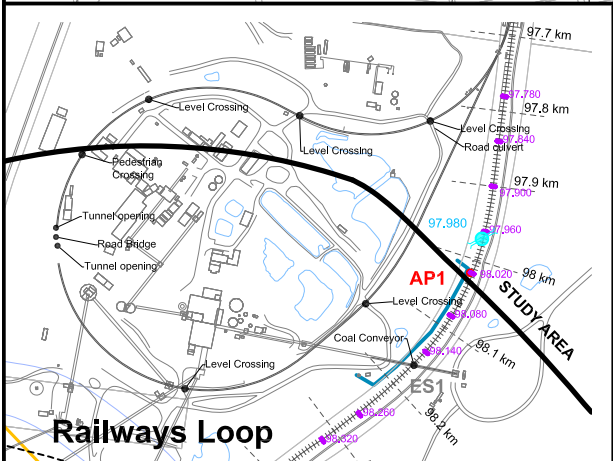 97.7 km
97.780
97.8 km
Level Crossing
Level Crossing
Level Crossing
Road culvert
97.840
Pedestrian
Crossing
97.9 km
97.900
Tunnel opening
Road Bridge
Tunnel opening
97.980
97.960
98 km
AP1
98.020
STUDY AREA
Level Crossing
98.080
Coal Conveyor
98.140
98.1 km
Level Crossing
ES1
98.2 km
98.260
Railways Loop
98.320